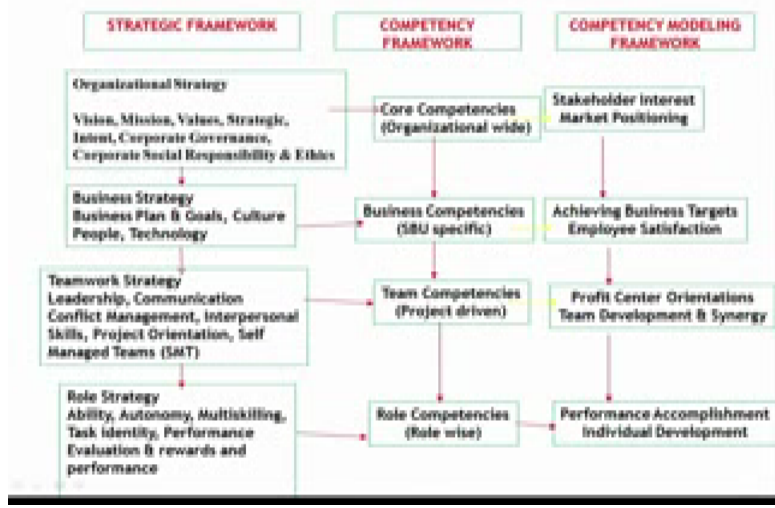 STRATEGIC FRAMEWORK
COMPETENCY
FRAMEWORK
COMPETENCY MODELING
FRAMEWORK
Organizational Strategy
Vision, Mission, Values, Strategic,
Intent, Corporate Governance,
Corporate Social Responsibility & Ethics
Core Competencies
(Organizational wide)
Stakeholder Interest
Market Positioning
Business Strategy
Business Plan & Goals, Culture
People, Technology
Business Competencies
(SBU specific)
Achieving Business Targets
Employee Satisfaction
Teamwork Strategy
Leadership, Communication
Conflict Management, Interpersonal
Skills, Project Orientation, Self
Managed Teams (SMT)
Team Competencies
(Project driven)
Profit Center Orientations
Team Development & Synergy
Role Strategy
Ability, Autonomy, Multiskilling,
Task identity, Performance
Evaluation & rewards and
performance
Role Competencies
(Role wise)
Performance Accomplishment
Individual Development